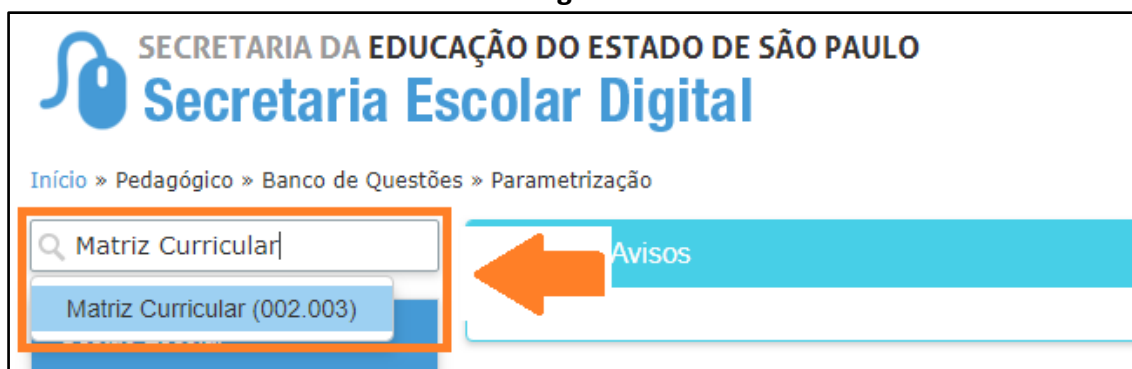 SECRETARIA DA EDUCAÇÃO DO ESTADO DE SÃO PAULO
Secretaria Escolar Digital
Início » Pedagógico » Banco de Questões » Parametrização
Matriz Curricular
Avisos
Matriz Curricular (002.003)